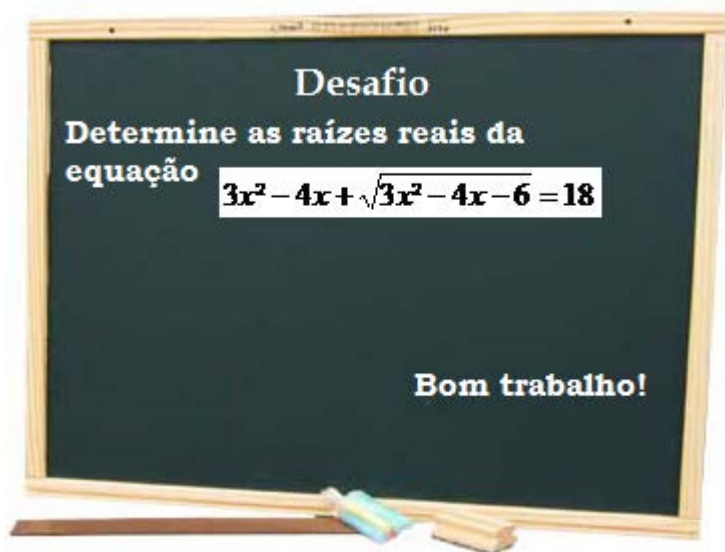 Desafio
Determine as raízes reais da
equação 3x² – 4x + √(3x² – 4x – 6) = 18
Bom trabalho!